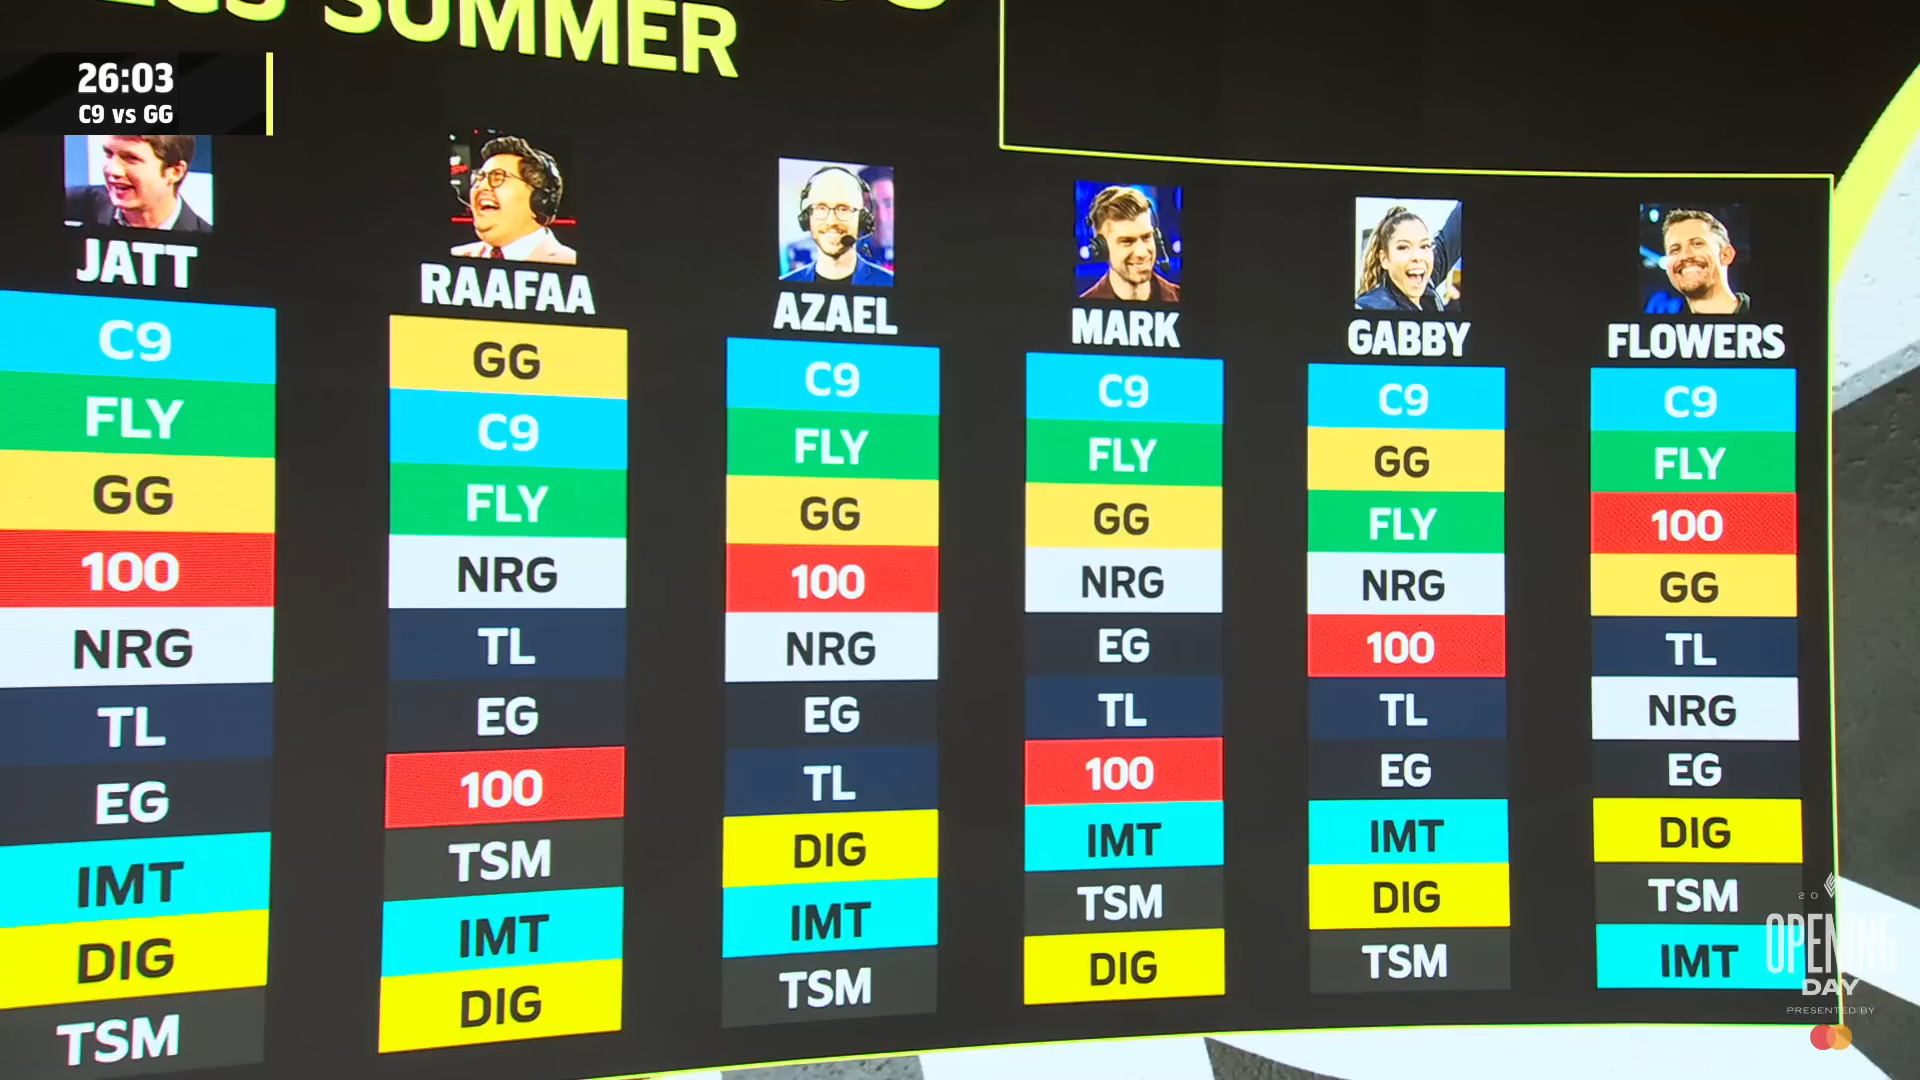 SUMMER
26:03
C9 vs GG
JATT
C9
FLY
GG
100
NRG
TL
EG
IMT
DIG
TSM
RAAFAA
GG
C9
FLY
NRG
TL
EG
100
TSM
IMT
DIG
AZAEL
C9
FLY
GG
100
NRG
EG
TL
DIG
IMT
TSM
MARK
C9
FLY
GG
NRG
EG
TL
100
IMT
TSM
DIG
GABBY
C9
GG
FLY
NRG
100
TL
EG
IMT
DIG
TSM
FLOWERS
C9
FLY
100
GG
TL
NRG
EG
DIG
TSM
IMT
OPENING
DAY
PRESENTED BY